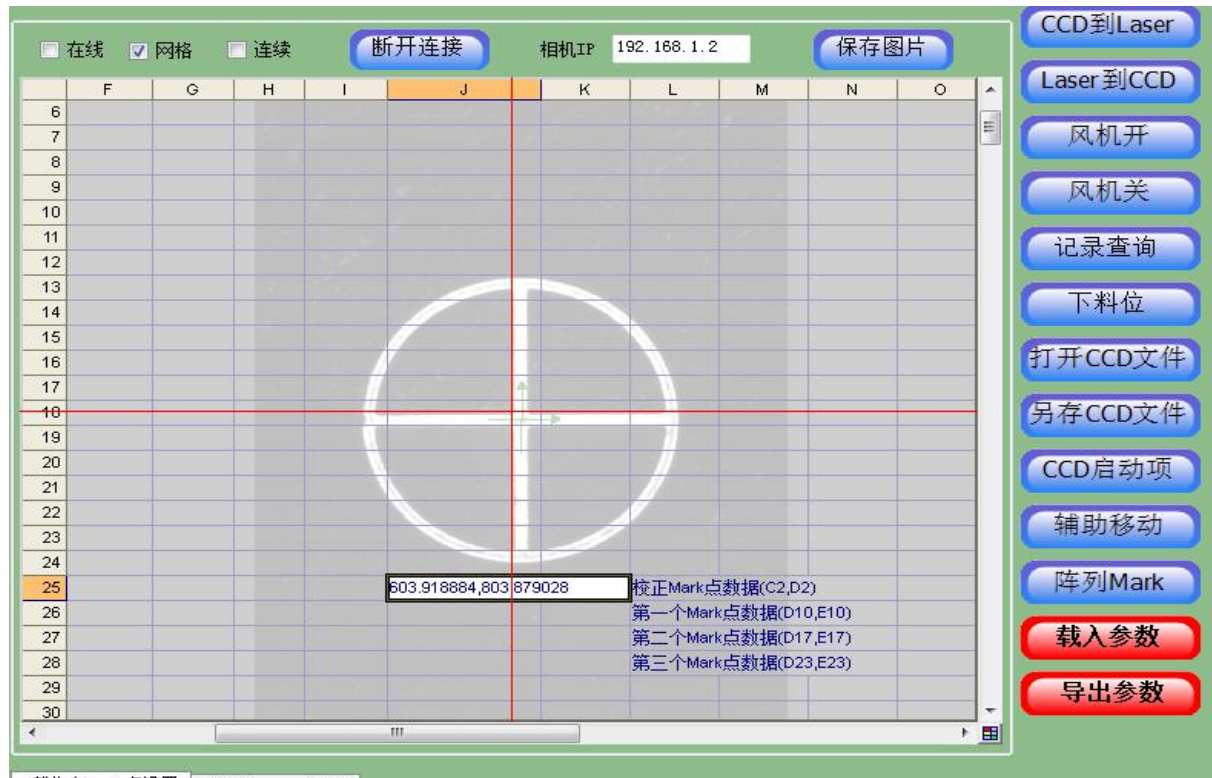 在线 网格 连续 断开连接 相机IP 192.168.1.2 保存图片
F G H I J K L M N O
6
7
8
9
10
11
12
13
14
15
16
17
18
19
20
21
22
23
24
25 603.918884,803.879028 校正Mark点数据(C2,D2)
26 第一个Mark点数据(D10,E10)
27 第二个Mark点数据(D17,E17)
28 第三个Mark点数据(D23,E23)
29
30
CCD到Laser
Laser到CCD
风机开
风机关
记录查询
下料位
打开CCD文件
另存CCD文件
CCD启动项
辅助移动
阵列Mark
载入参数
导出参数